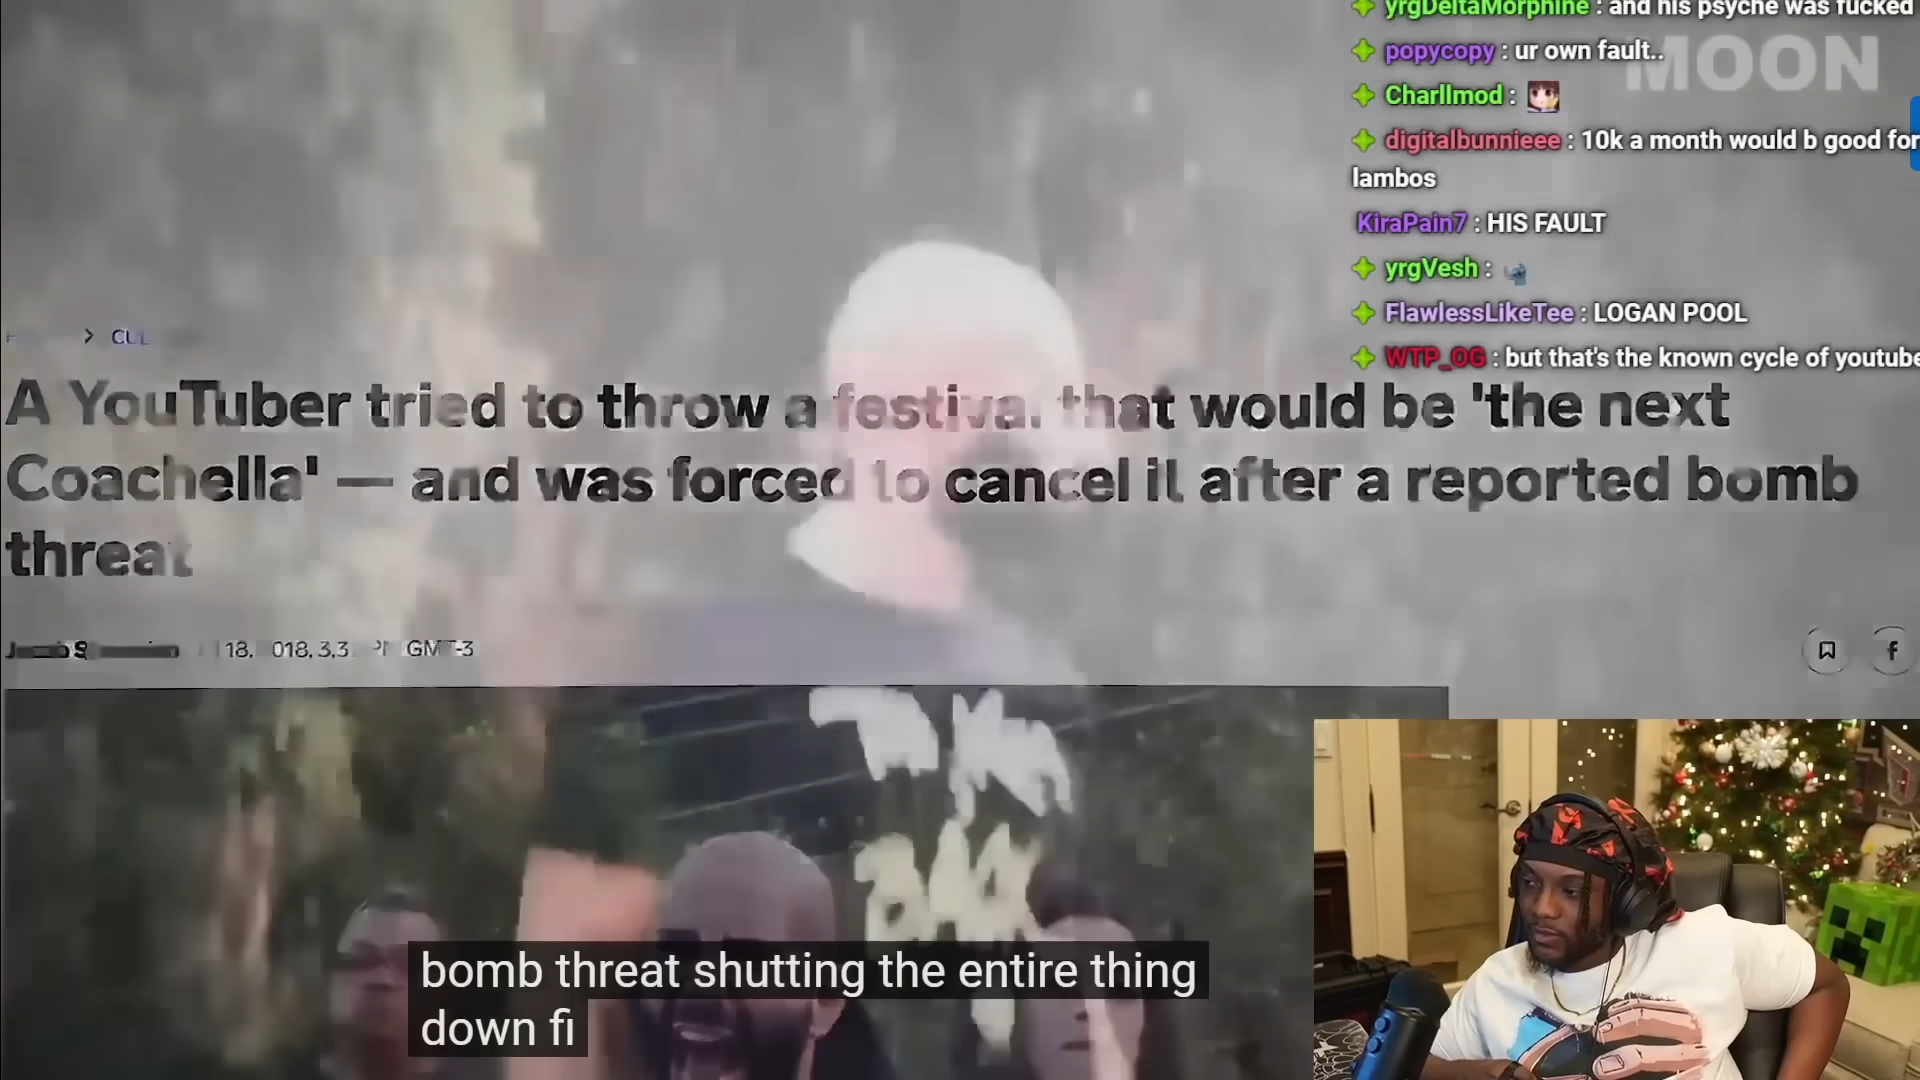 yrgDeltaMorphine : and his psyche was fucked
popycopy : ur own fault..
MOON
Charllmod :
digitalbunnieee : 10k a month would b good for
lambos
KiraPain7 : HIS FAULT
yrgVesh :
FlawlessLikeTee : LOGAN POOL
WTP_OG : but that's the known cycle of youtube
> CUL
A YouTuber tried to throw a festival that would be 'the next
Coachella' — and was forced to cancel it after a reported bomb
threat
bomb threat shutting the entire thing
down fi